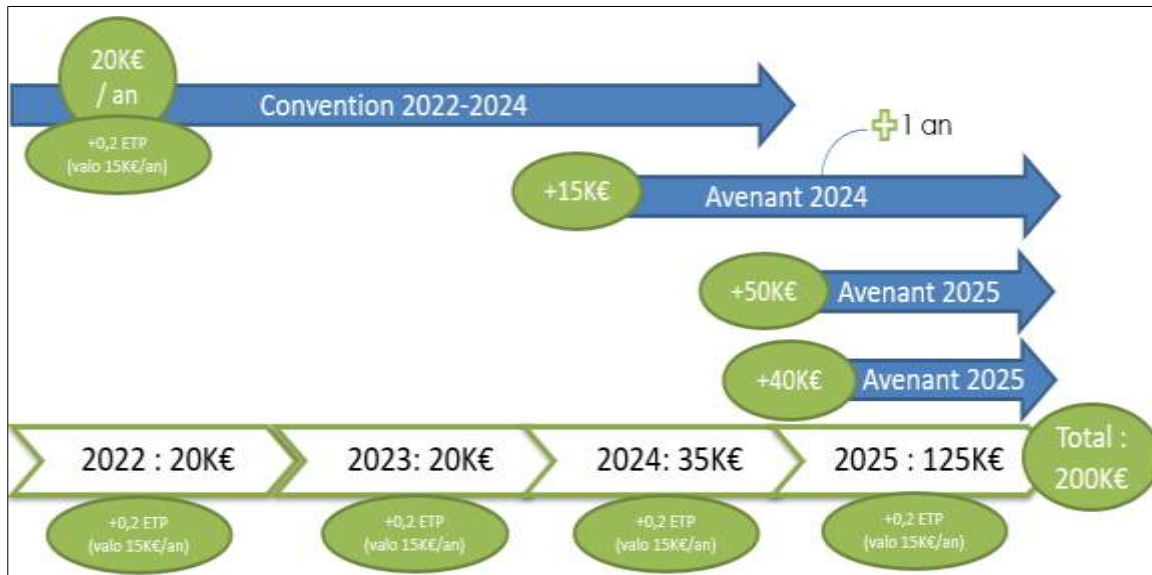 20K€
/ an
Convention 2022-2024
+0,2 ETP
(valo 15K€/an)
1 an
+15K€
Avenant 2024
+50K€
Avenant 2025
+40K€
Avenant 2025
2022 : 20K€
2023: 20K€
2024: 35K€
2025 : 125K€
Total :
200K€
+0,2 ETP
(valo 15K€/an)
+0,2 ETP
(valo 15K€/an)
+0,2 ETP
(valo 15K€/an)
+0,2 ETP
(valo 15K€/an)